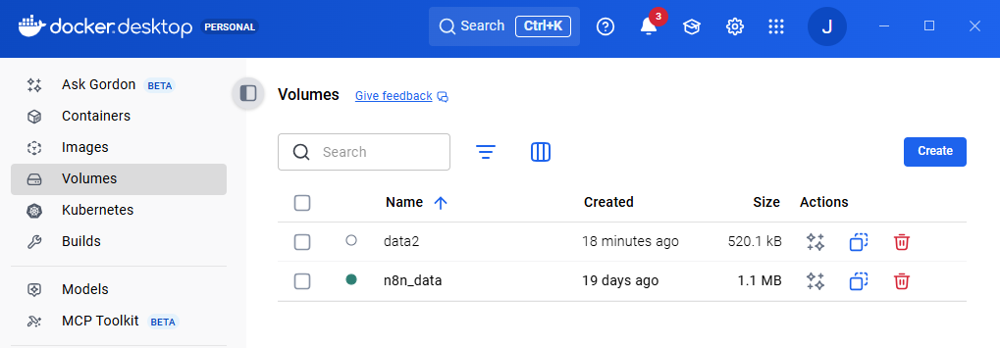 docker desktop PERSONAL Search Ctrl+K 3 J
Ask Gordon BETA
Containers
Images
Volumes
Kubernetes
Builds
Models
MCP Toolkit BETA
Volumes Give feedback
Search
Create
Name Created Size Actions
data2 18 minutes ago 520.1 kB
n8n_data 19 days ago 1.1 MB